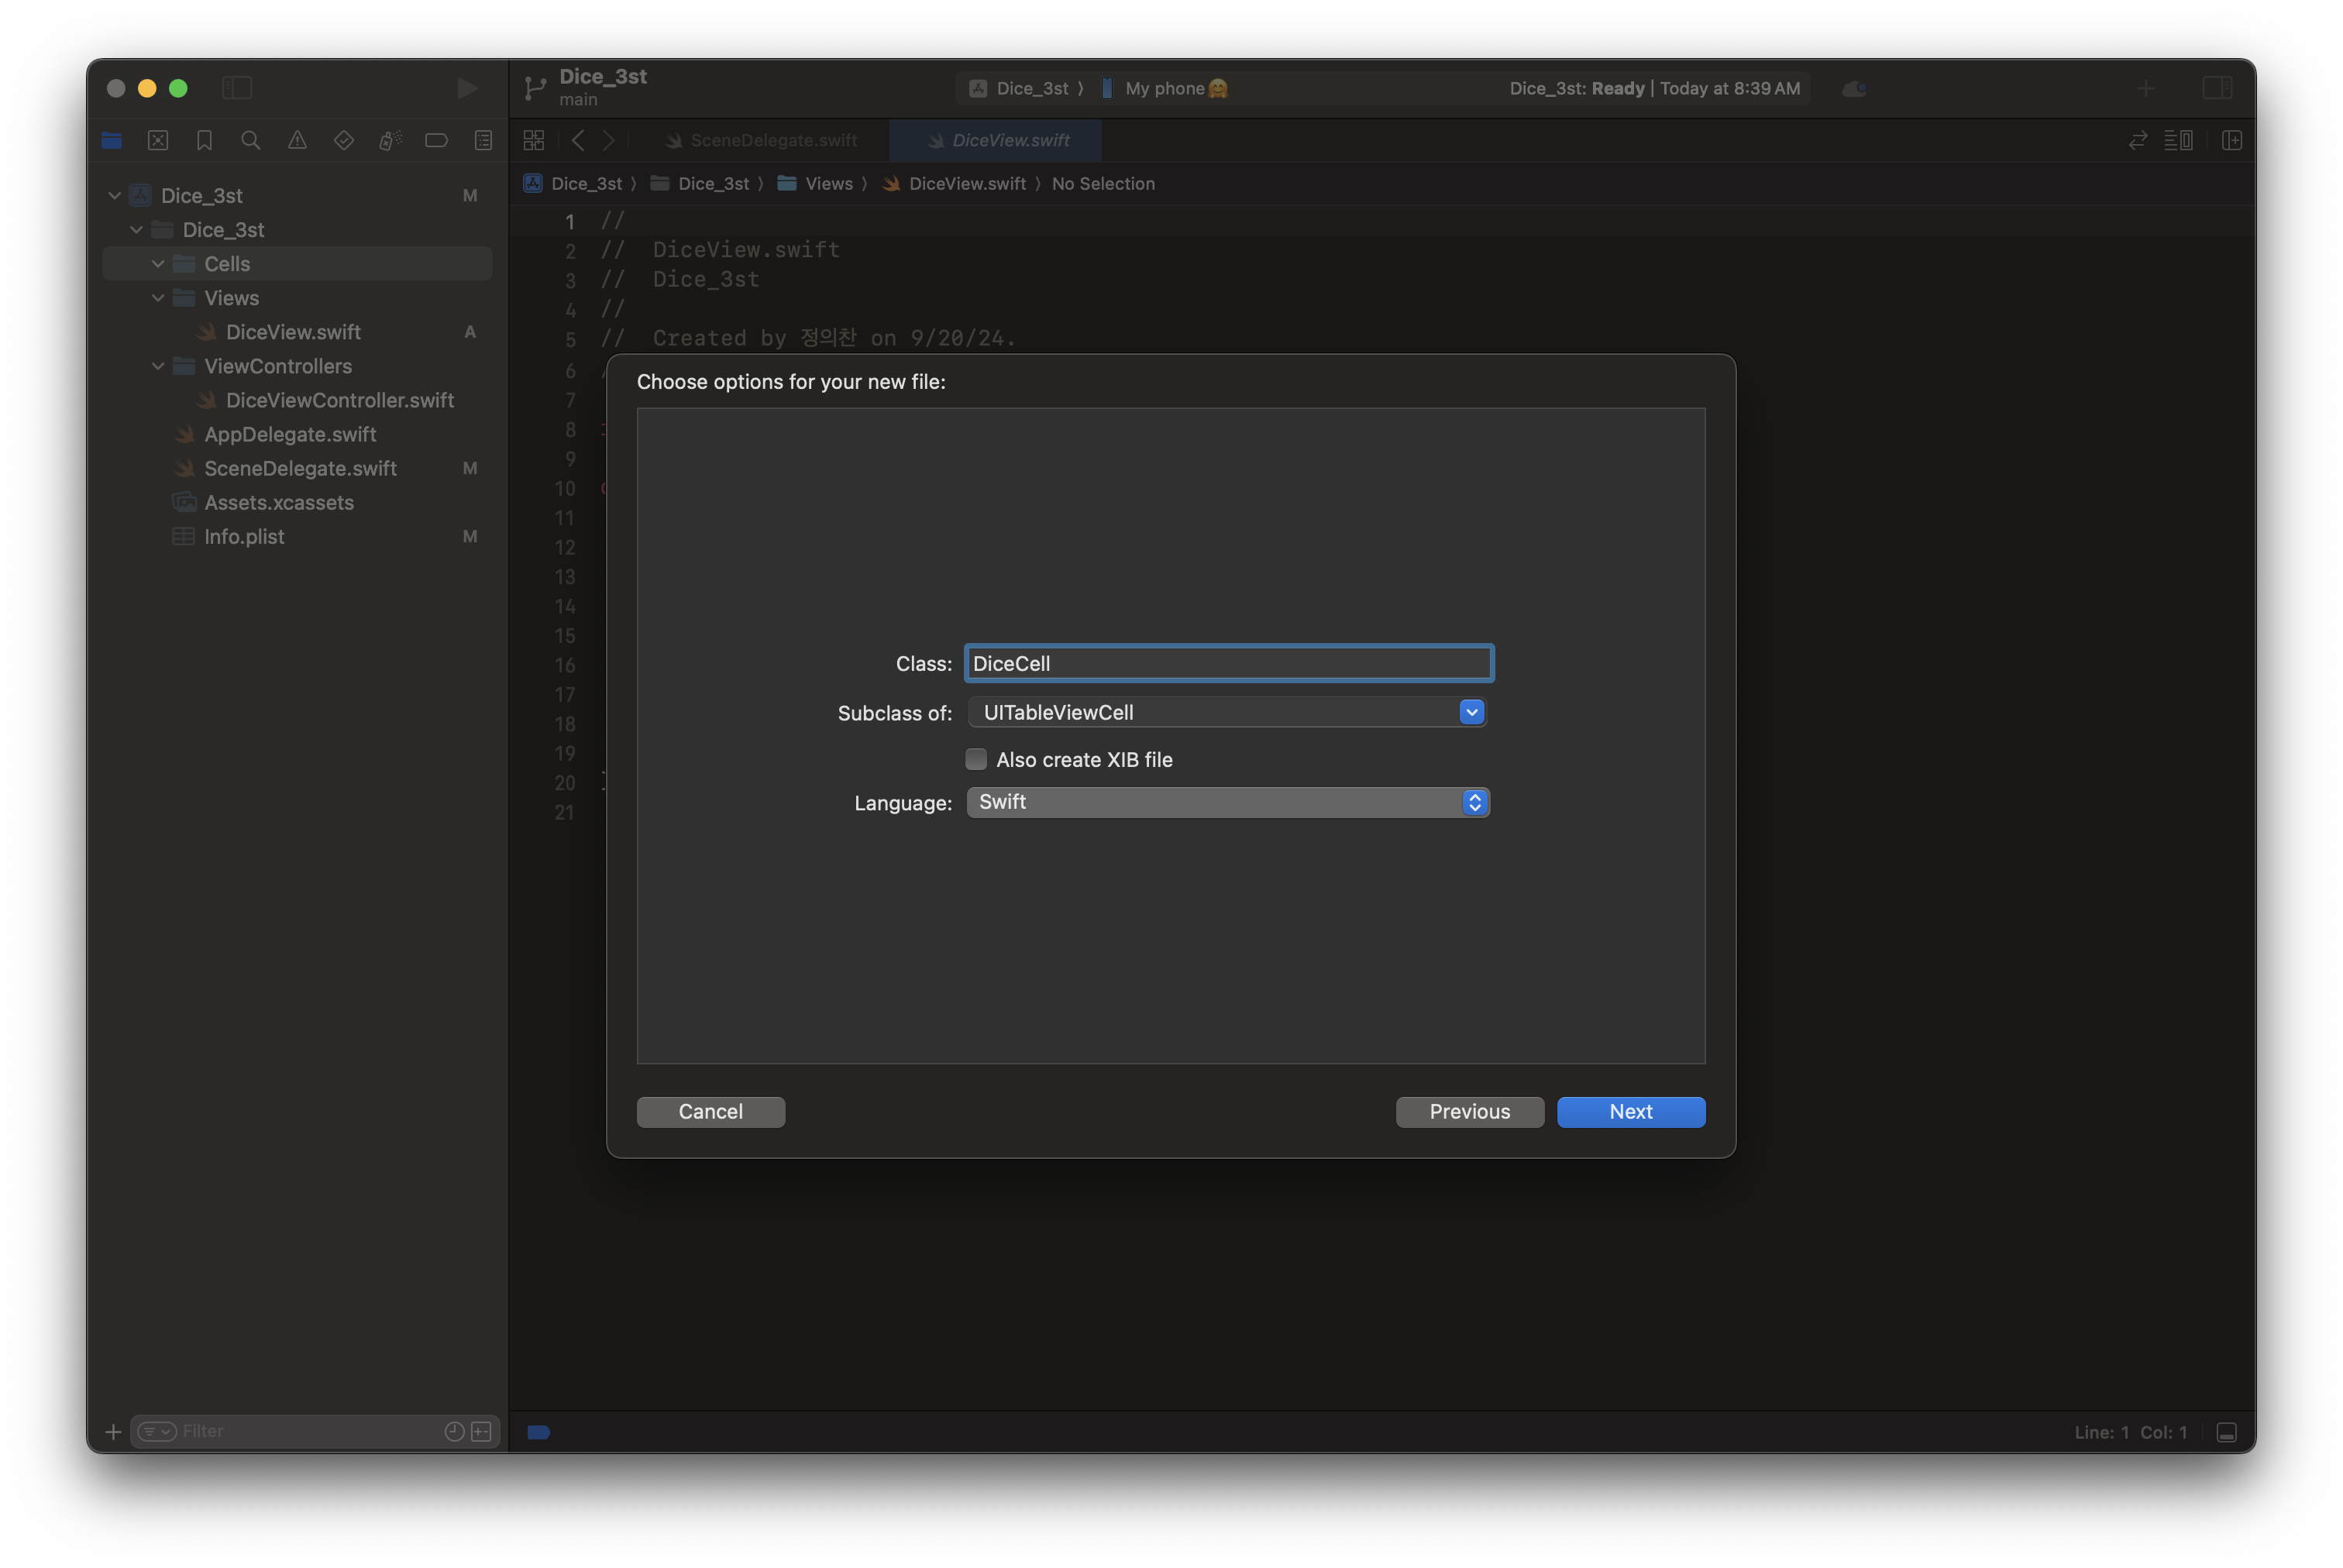 Dice_3st
main
Dice_3st
My phone🤗
Dice_3st: Ready | Today at 8:39 AM
SceneDelegate.swift
DiceView.swift
Dice_3st
Dice_3st
Views
DiceView.swift
No Selection
Dice_3st M
Dice_3st
Cells
Views
DiceView.swift A
ViewControllers
DiceViewController.swift
AppDelegate.swift
SceneDelegate.swift M
Assets.xcassets
Info.plist M
Filter
1 //
2 // DiceView.swift
3 // Dice_3st
4 //
5 // Created by 정의찬 on 9/20/24.
6
7
8
9
10
11
12
13
14
15
16
17
18
19
20
21
Choose options for your new file:
Class: DiceCell
Subclass of: UITableViewCell
Also create XIB file
Language: Swift
Cancel
Previous
Next
Line: 1 Col: 1